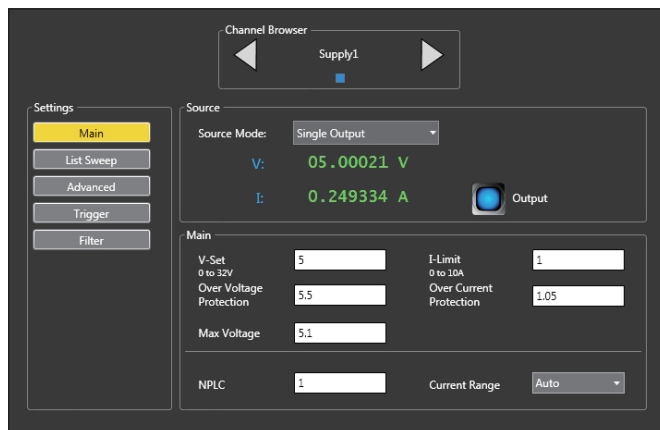 Channel Browser
Supply1
Settings
Main
List Sweep
Advanced
Trigger
Filter
Source
Source Mode: Single Output
V: 05.00021 V
I: 0.249334 A
Output
Main
V-Set 5
0 to 32V
I-Limit 1
0 to 10A
Over Voltage
Protection 5.5
Over Current
Protection 1.05
Max Voltage 5.1
NPLC 1
Current Range Auto